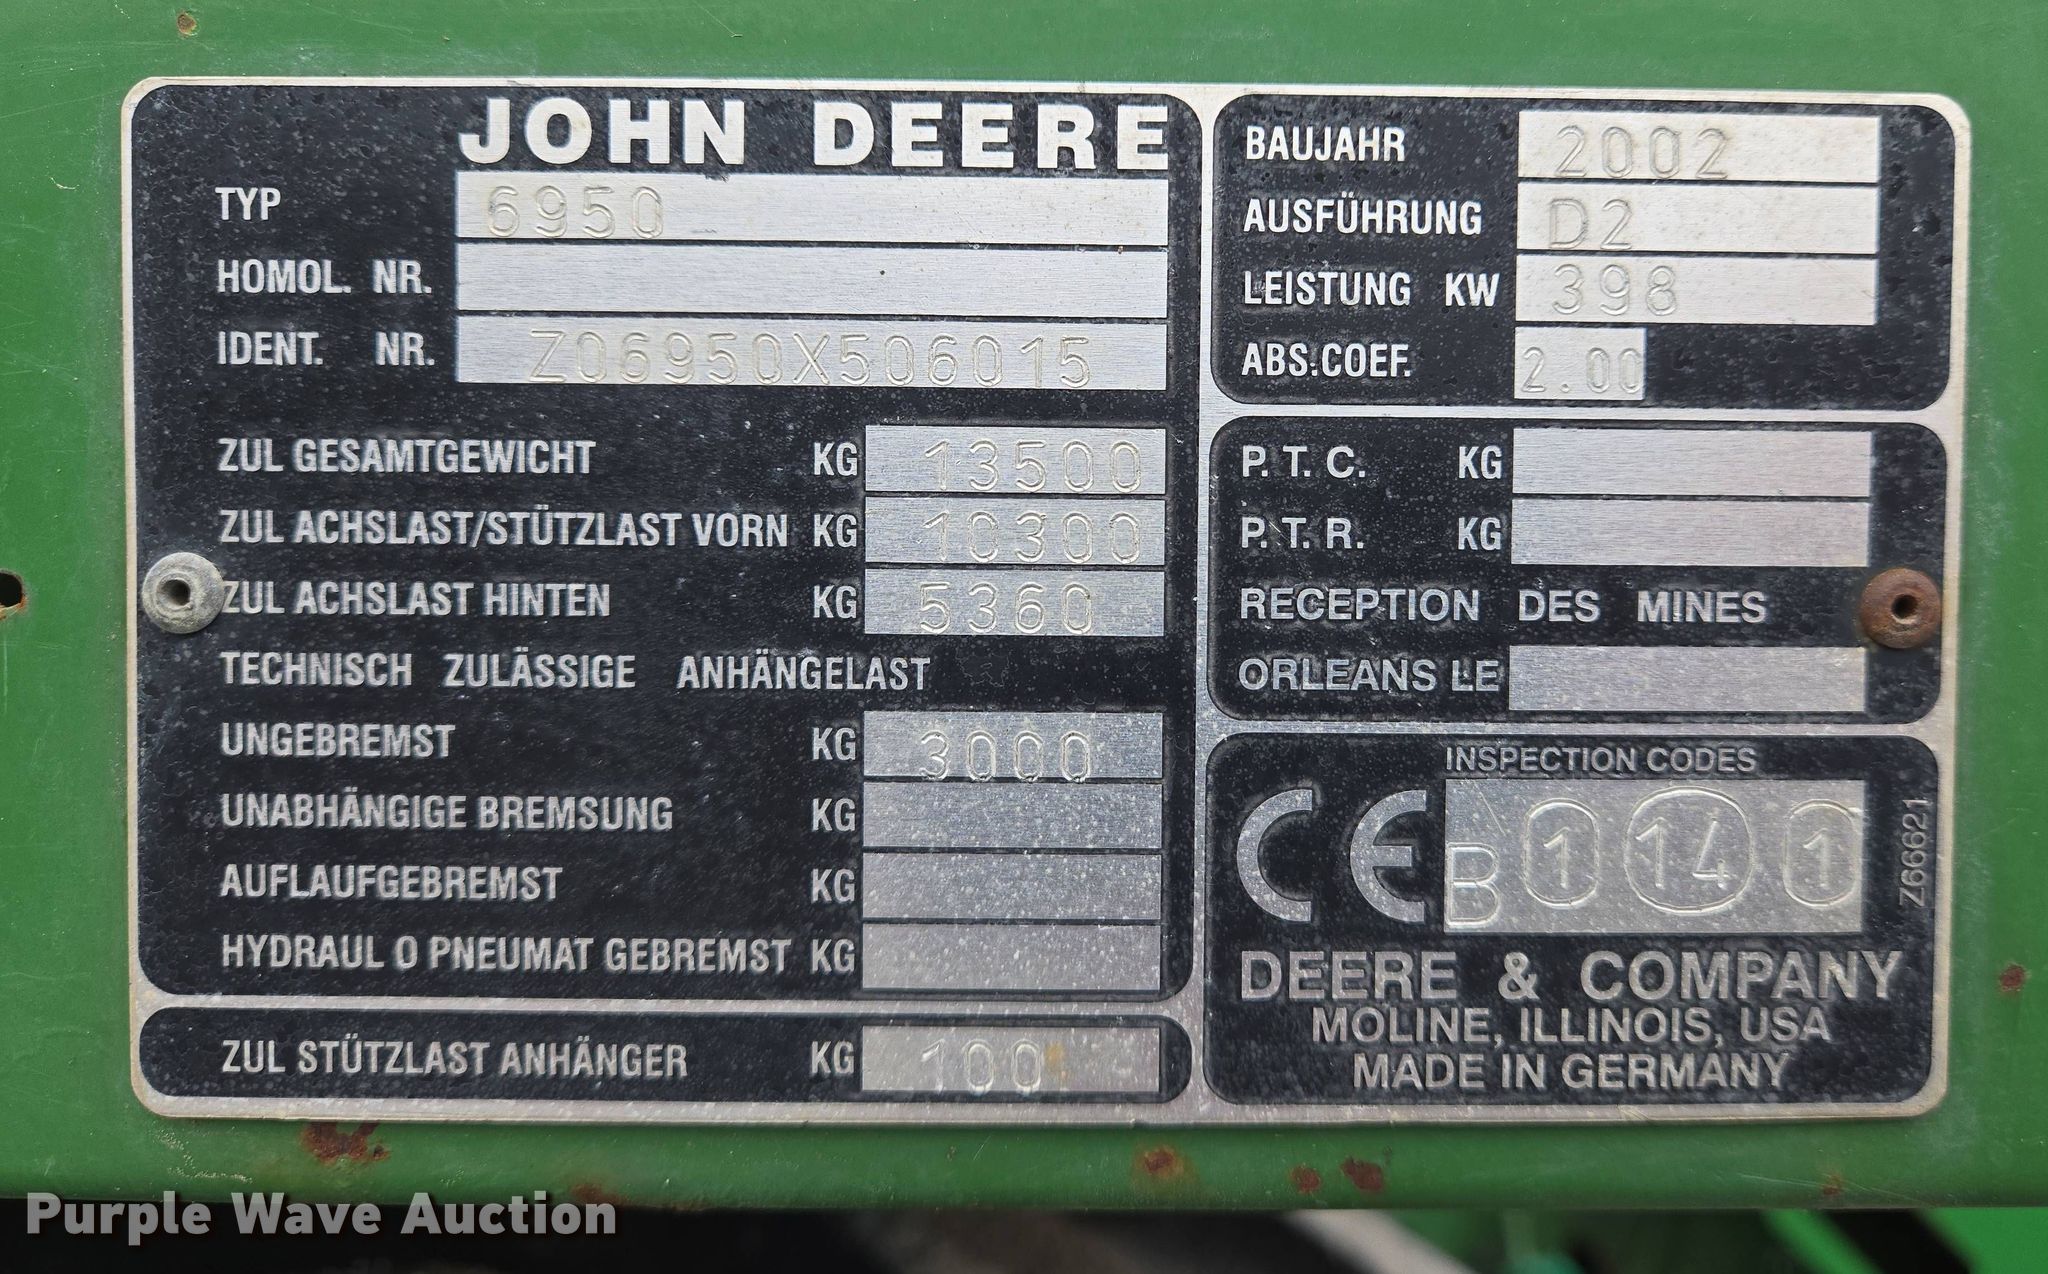 JOHN DEERE
TYP 6950
HOMOL. NR.
IDENT. NR. Z06950X506015
ZUL GESAMTGEWICHT KG 13500
ZUL ACHSLAST/STÜTZLAST VORN KG 10300
ZUL ACHSLAST HINTEN KG 5360
TECHNISCH ZULÄSSIGE ANHÄNGELAST
UNGEBREMST KG 3000
UNABHÄNGIGE BREMSUNG KG
AUFLAUFGEBREMST KG
HYDRAUL O PNEUMAT GEBREMST KG
ZUL STÜTZLAST ANHÄNGER KG 100
BAUJAHR 2002
AUSFÜHRUNG D2
LEISTUNG KW 398
ABS.COEF. 2.00
P. T. C. KG
P. T. R. KG
RECEPTION DES MINES
ORLEANS LE
INSPECTION CODES
CE B 1 14 1
Z66621
DEERE & COMPANY
MOLINE, ILLINOIS, USA
MADE IN GERMANY
Purple Wave Auction